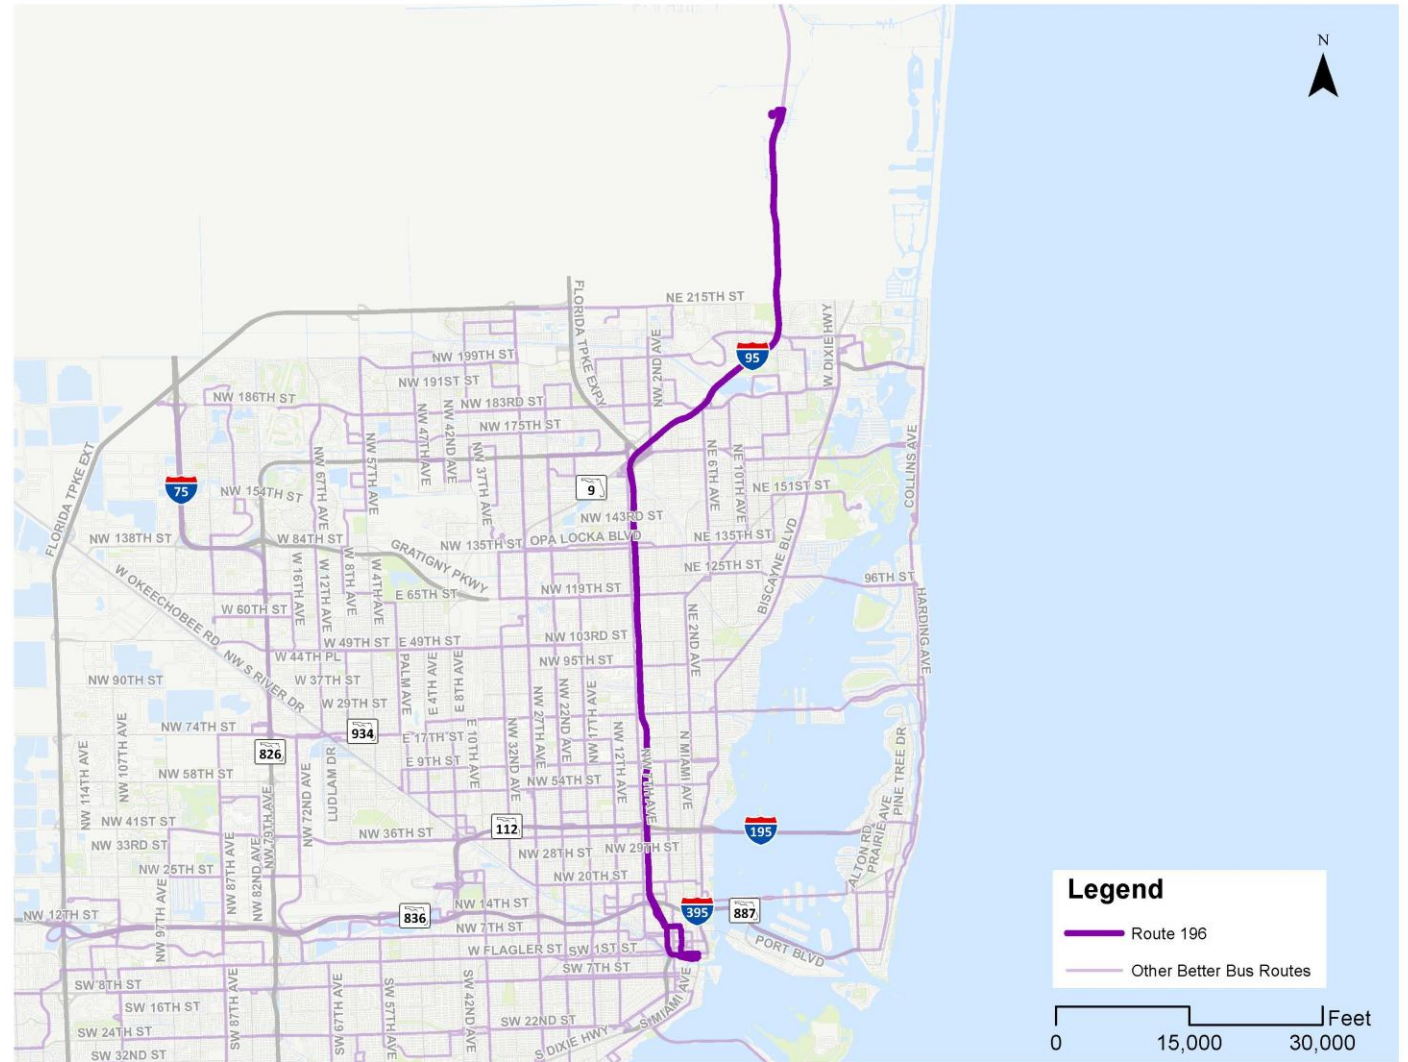 N
NE 215TH ST
FLORIDA TPKE EXPY
W DIXIE HWY
NW 2ND AVE
95
NW 199TH ST
NW 191ST ST
NW 186TH ST
NW 183RD ST
NW 175TH ST
NW 47TH AVE
NW 42ND AVE
NW 57TH AVE
NW 67TH AVE
NW 37TH AVE
NE 6TH AVE
NE 10TH AVE
COLLINS AVE
FLORIDA TPKE EXT
75
NW 154TH ST
9
NE 151ST ST
NW 143RD ST
NW 138TH ST
W 84TH ST
GRATIGNY PKWY
NW 135TH ST
OPA LOCKA BLVD
NE 135TH ST
BISCAYNE BLVD
NE 125TH ST
96TH ST
W OKEECHOBEE RD
W 16TH AVE
W 12TH AVE
W 8TH AVE
W 4TH AVE
E 65TH ST
NW 119TH ST
HARDING AVE
W 60TH ST
NE 2ND AVE
NW 103RD ST
W 49TH ST
E 49TH ST
W 44TH PL
NW 95TH ST
NW S RIVER DR
PALM AVE
E 4TH AVE
E 8TH AVE
NW 90TH ST
W 37TH ST
W 29TH ST
NW 27TH AVE
NW 22ND AVE
NW 17TH AVE
NW 74TH ST
934
E 17TH ST
E 10TH AVE
NW 32ND AVE
NW 12TH AVE
N MIAMI AVE
PINE TREE DR
826
NW 114TH AVE
NW 107TH AVE
LUDLAM DR
E 9TH ST
NW 7TH AVE
NW 58TH ST
NW 72ND AVE
NW 54TH ST
NW 79TH AVE
NW 41ST ST
NW 36TH ST
112
195
ALTON RD
PRAIRIE AVE
NW 33RD ST
NW 28TH ST
NW 29TH ST
NW 25TH ST
NW 87TH AVE
NW 82ND AVE
NW 20TH ST
Legend
NW 12TH ST
NW 97TH AVE
836
NW 14TH ST
395
887
NW 7TH ST
Route 196
W FLAGLER ST
SW 1ST ST
PORT BLVD
SW 7TH ST
Other Better Bus Routes
SW 8TH ST
SW 87TH AVE
SW 67TH AVE
SW 57TH AVE
SW 42ND AVE
S MIAMI AVE
SW 16TH ST
SW 22ND ST
SW 24TH ST
S DIXIE HWY
SW 32ND ST
Feet
0
15,000
30,000